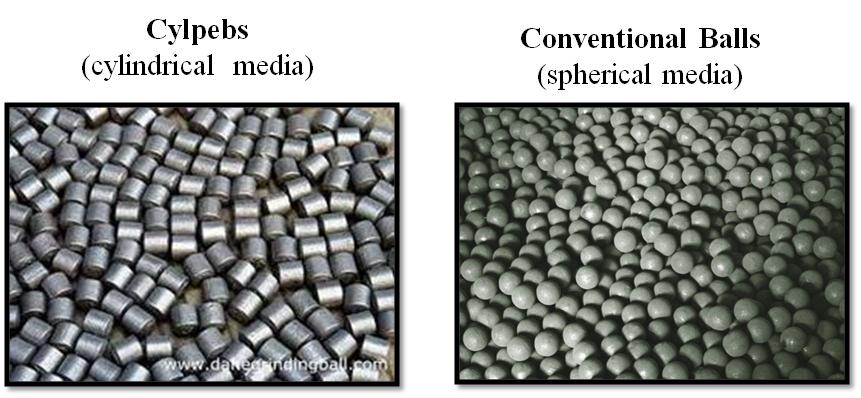 Cylpebs
(cylindrical media)
Conventional Balls
(spherical media)
www.dahegrindingball.com